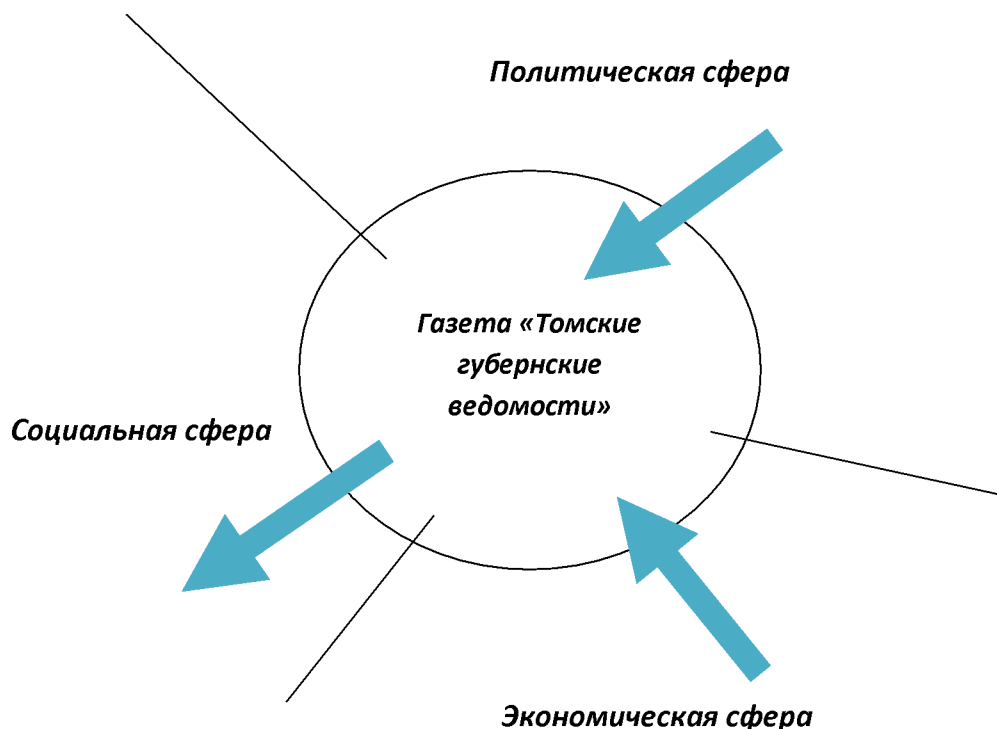 Политическая сфера
Газета «Томские
губернские
ведомости»
Социальная сфера
Экономическая сфера